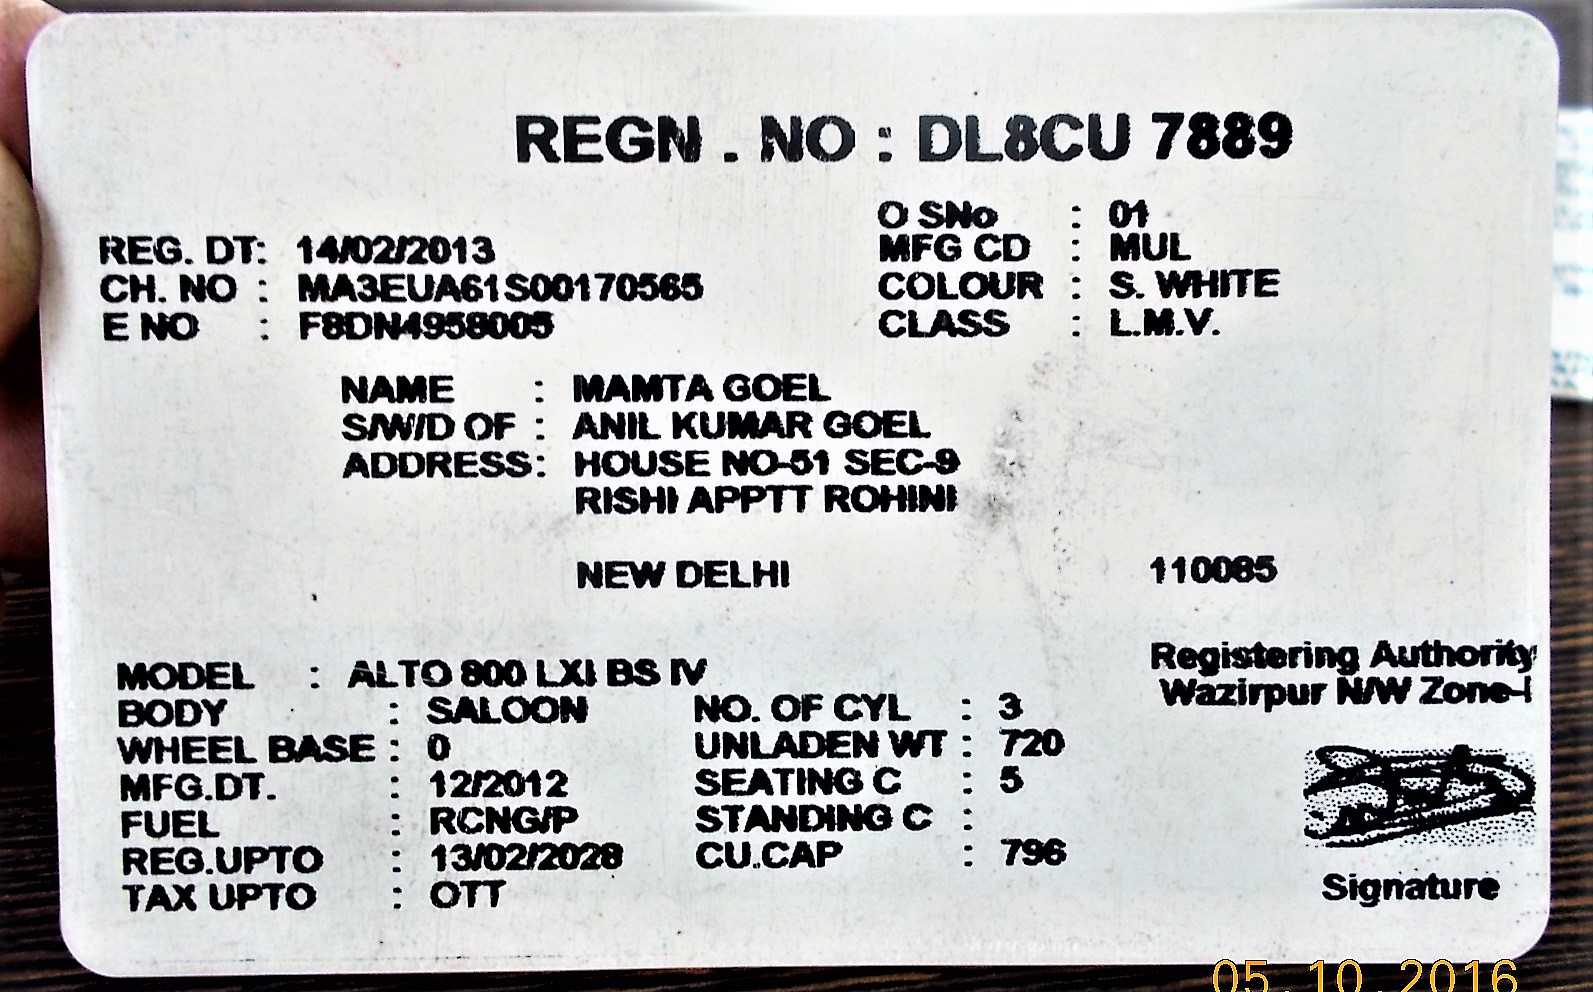 REGN . NO : DL8CU 7889
O SNo : 01
REG. DT: 14/02/2013 MFG CD : MUL
CH. NO : MA3EUA61S00170565 COLOUR : S. WHITE
E NO : F8DN4958005 CLASS : L.M.V.
NAME : MAMTA GOEL
S/W/D OF : ANIL KUMAR GOEL
ADDRESS : HOUSE NO-51 SEC-9
RISHI APPTT ROHINI
NEW DELHI 110085
Registering Authority
Wazirpur N/W Zone-I
MODEL : ALTO 800 LXI BS IV
BODY : SALOON NO. OF CYL : 3
WHEEL BASE : 0 UNLADEN WT : 720
MFG.DT. : 12/2012 SEATING C : 5
FUEL : RCNG/P STANDING C :
REG.UPTO : 13/02/2028 CU.CAP : 796
TAX UPTO : OTT
Signature
05.10.2016